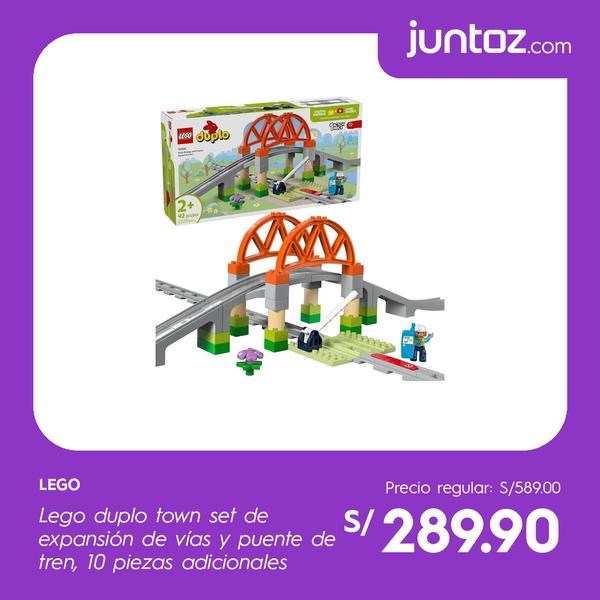 juntoz.com
LEGO duplo
2+
LEGO
Precio regular: S/589.00
Lego duplo town set de
expansión de vías y puente de
tren, 10 piezas adicionales
S/ 289.90